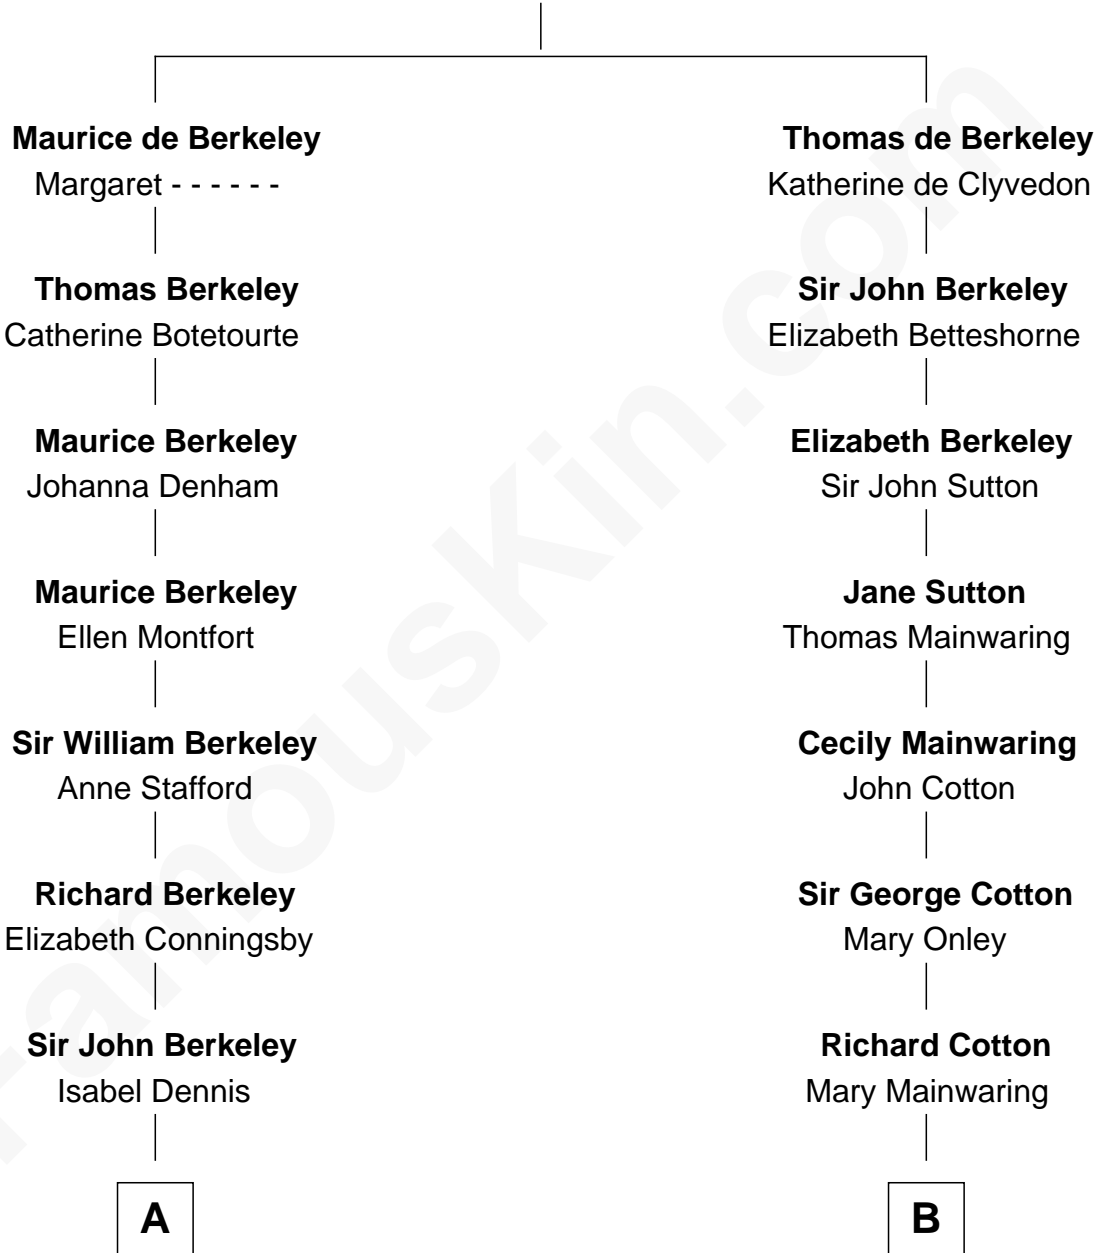 Maurice de Berkeley
Margaret - - - - - -
Thomas Berkeley
Catherine Botetourte
Maurice Berkeley
Johanna Denham
Maurice Berkeley
Ellen Montfort
Sir William Berkeley
Anne Stafford
Richard Berkeley
Elizabeth Conningsby
Sir John Berkeley
Isabel Dennis
A
Thomas de Berkeley
Katherine de Clyvedon
Sir John Berkeley
Elizabeth Betteshorne
Elizabeth Berkeley
Sir John Sutton
Jane Sutton
Thomas Mainwaring
Cecily Mainwaring
John Cotton
Sir George Cotton
Mary Onley
Richard Cotton
Mary Mainwaring
B
FamousKin.com